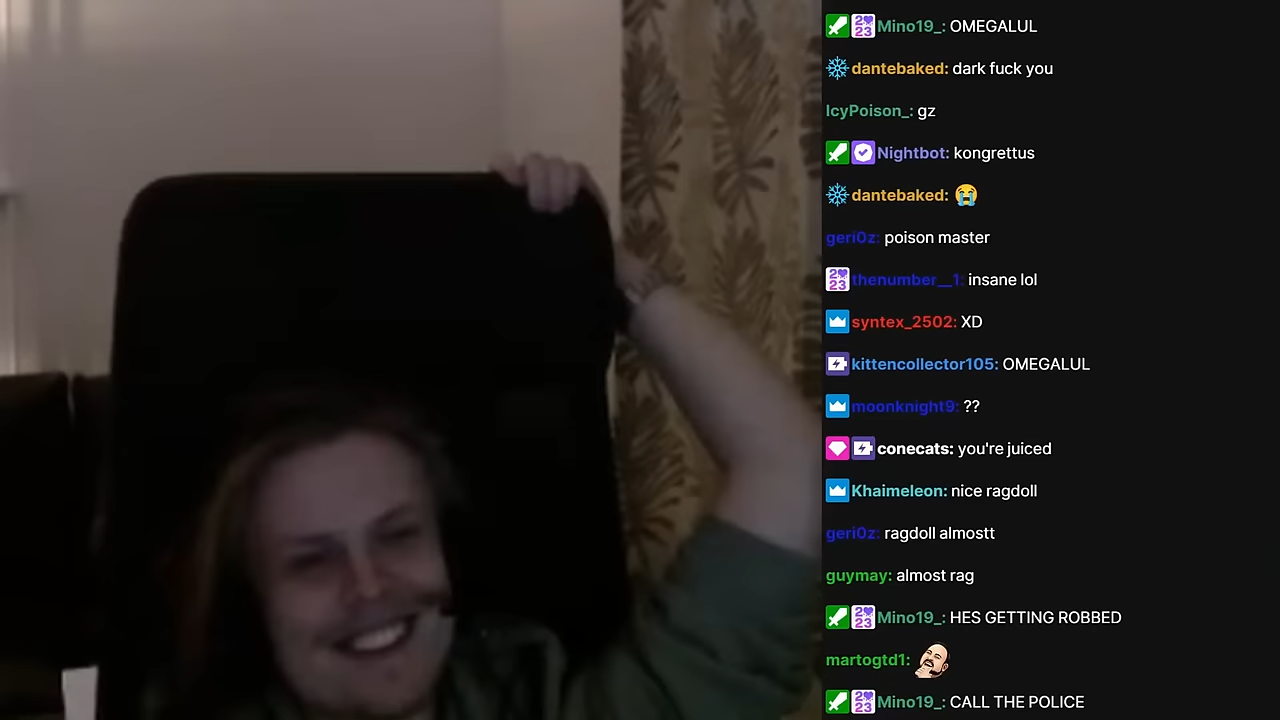 Mino19_: OMEGALUL
dantebaked: dark fuck you
IcyPoison_: gz
Nightbot: kongrettus
dantebaked: 😭
geri0z: poison master
2023 thenumber__1: insane lol
syntex_2502: XD
kittencollector105: OMEGALUL
moonknight9: ??
conecats: you're juiced
Khaimeleon: nice ragdoll
geri0z: ragdoll almostt
guymay: almost rag
Mino19_: HES GETTING ROBBED
martogtd1:
Mino19_: CALL THE POLICE